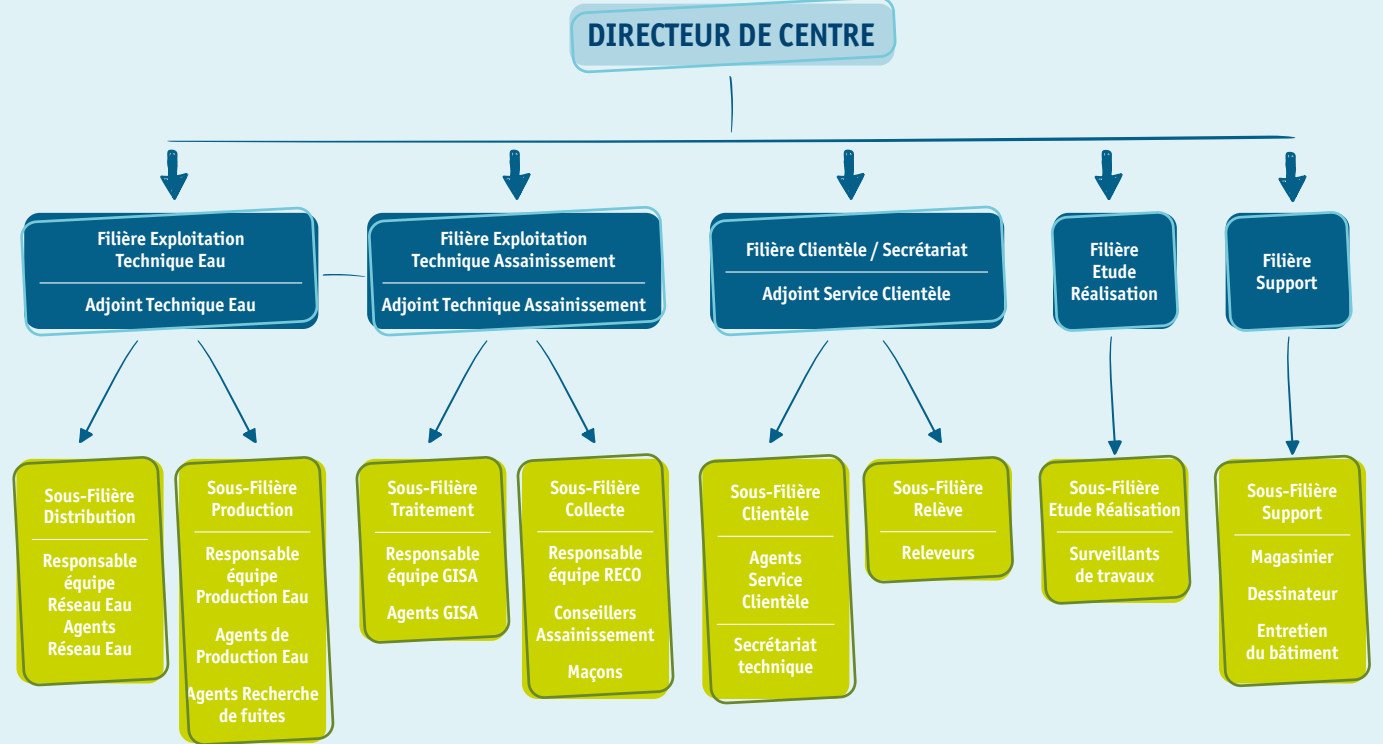 DIRECTEUR DE CENTRE
Filière Exploitation
Technique Eau
Adjoint Technique Eau
Filière Exploitation
Technique Assainissement
Adjoint Technique Assainissement
Filière Clientèle / Secrétariat
Adjoint Service Clientèle
Filière
Etude
Réalisation
Filière
Support
Sous-Filière
Distribution
Responsable
équipe
Réseau Eau
Agents
Réseau Eau
Sous-Filière
Production
Responsable
équipe
Production Eau
Agents de
Production Eau
Agents Recherche
de fuites
Sous-Filière
Traitement
Responsable
équipe GISA
Agents GISA
Sous-Filière
Collecte
Responsable
équipe RECO
Conseillers
Assainissement
Maçons
Sous-Filière
Clientèle
Agents
Service
Clientèle
Secrétariat
technique
Sous-Filière
Relève
Releveurs
Sous-Filière
Etude Réalisation
Surveillants
de travaux
Sous-Filière
Support
Magasinier
Dessinateur
Entretien
du bâtiment